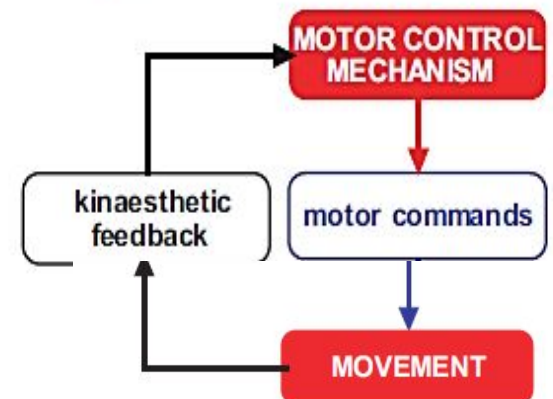 MOTOR CONTROL
MECHANISM
kinaesthetic
feedback
motor commands
MOVEMENT